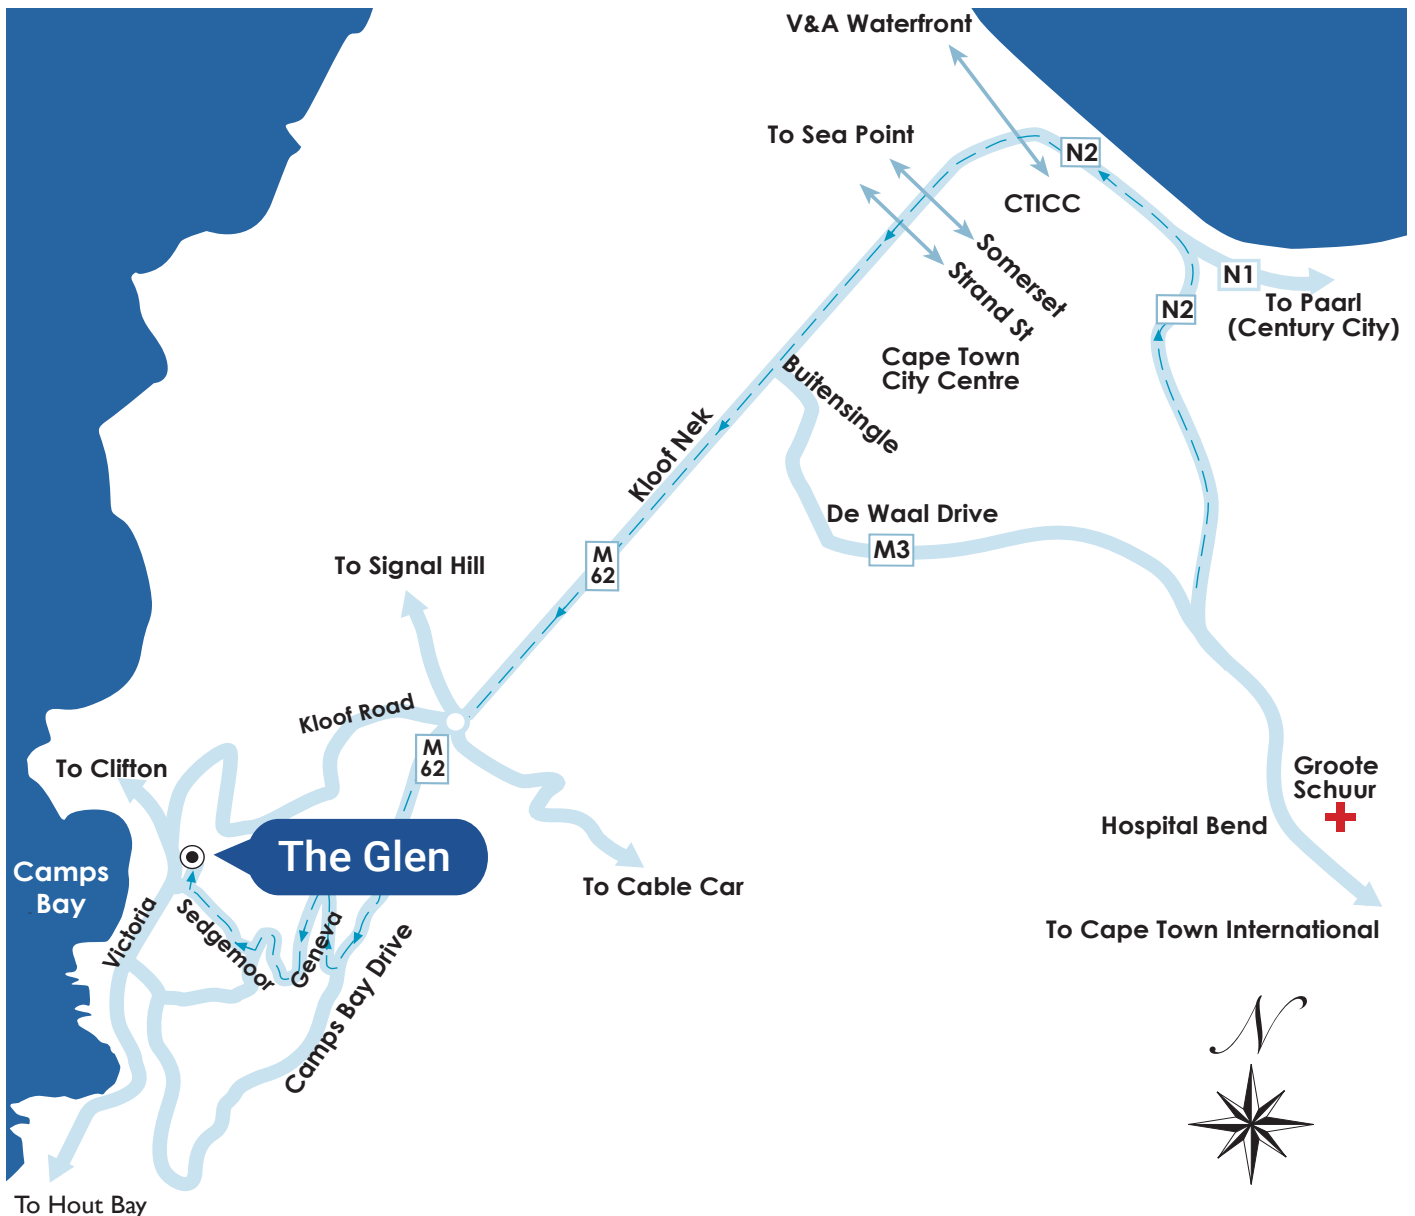 V&A Waterfront
To Sea Point
N2
CTICC
Somerset
Strand St
N1
To Paarl
(Century City)
N2
Cape Town
City Centre
Buitensingle
Kloof Nek
De Waal Drive
M3
M
62
To Signal Hill
Kloof Road
M
62
To Clifton
Groote
Schuur
Hospital Bend
The Glen
Camps
Bay
To Cable Car
Victoria
Sedgemoor
Geneva
Camps Bay Drive
To Cape Town International
N
To Hout Bay